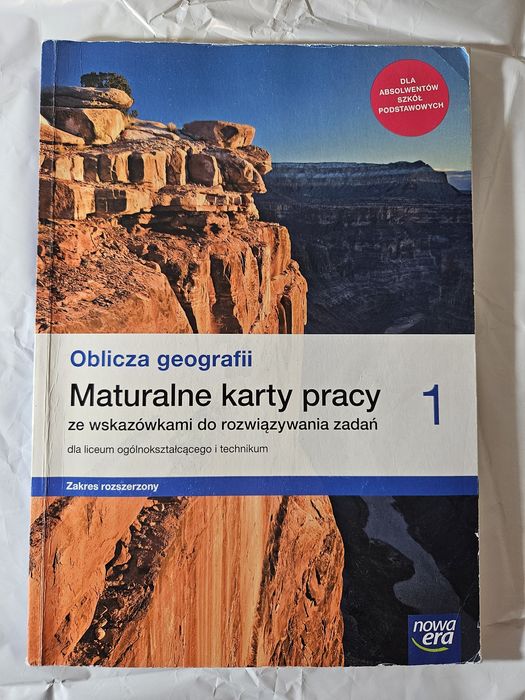 DLA
ABSOLWENTÓW
SZKÓŁ
PODSTAWOWYCH
Oblicza geografii
Maturalne karty pracy 1
ze wskazówkami do rozwiązywania zadań
dla liceum ogólnokształcącego i technikum
Zakres rozszerzony
nowa
era